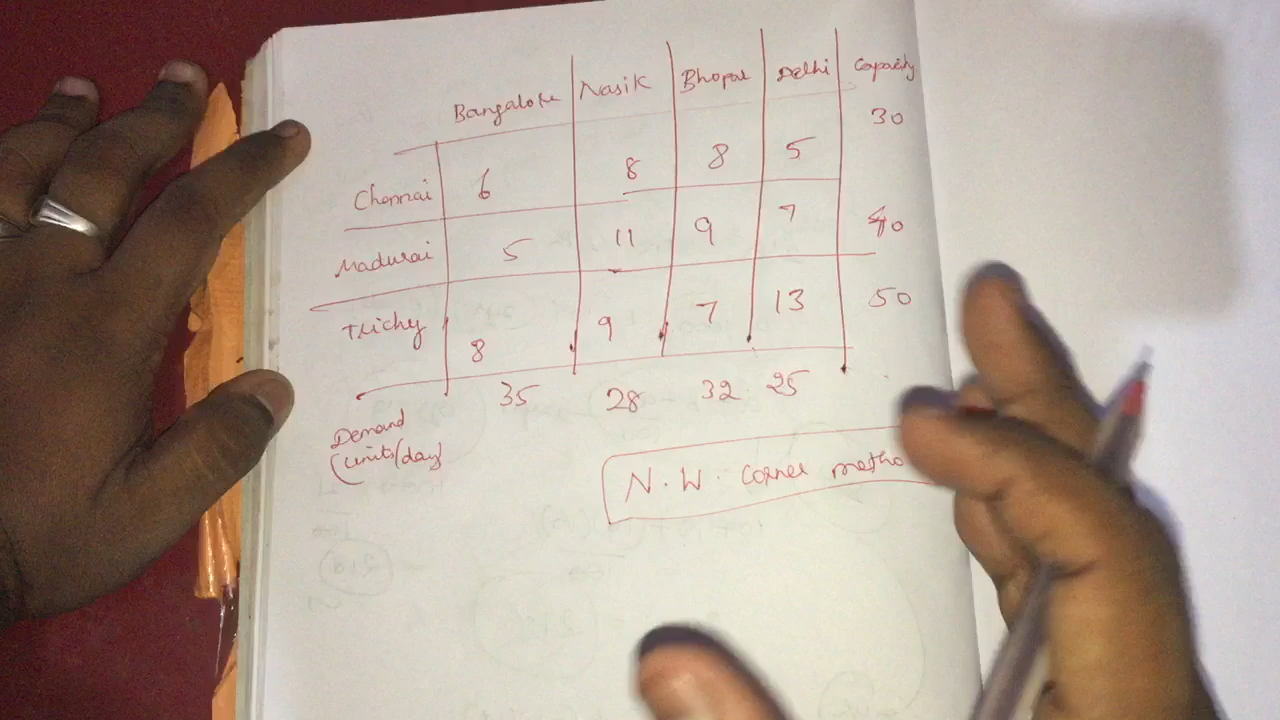 Bangalore Nasik Bhopal Delhi Capacity
30
Chennai 6 8 8 5
Madurai 5 11 9 7 40
Trichy 8 9 7 13 50
Demand 35 28 32 25
(units/day)
N.W. Corner metho